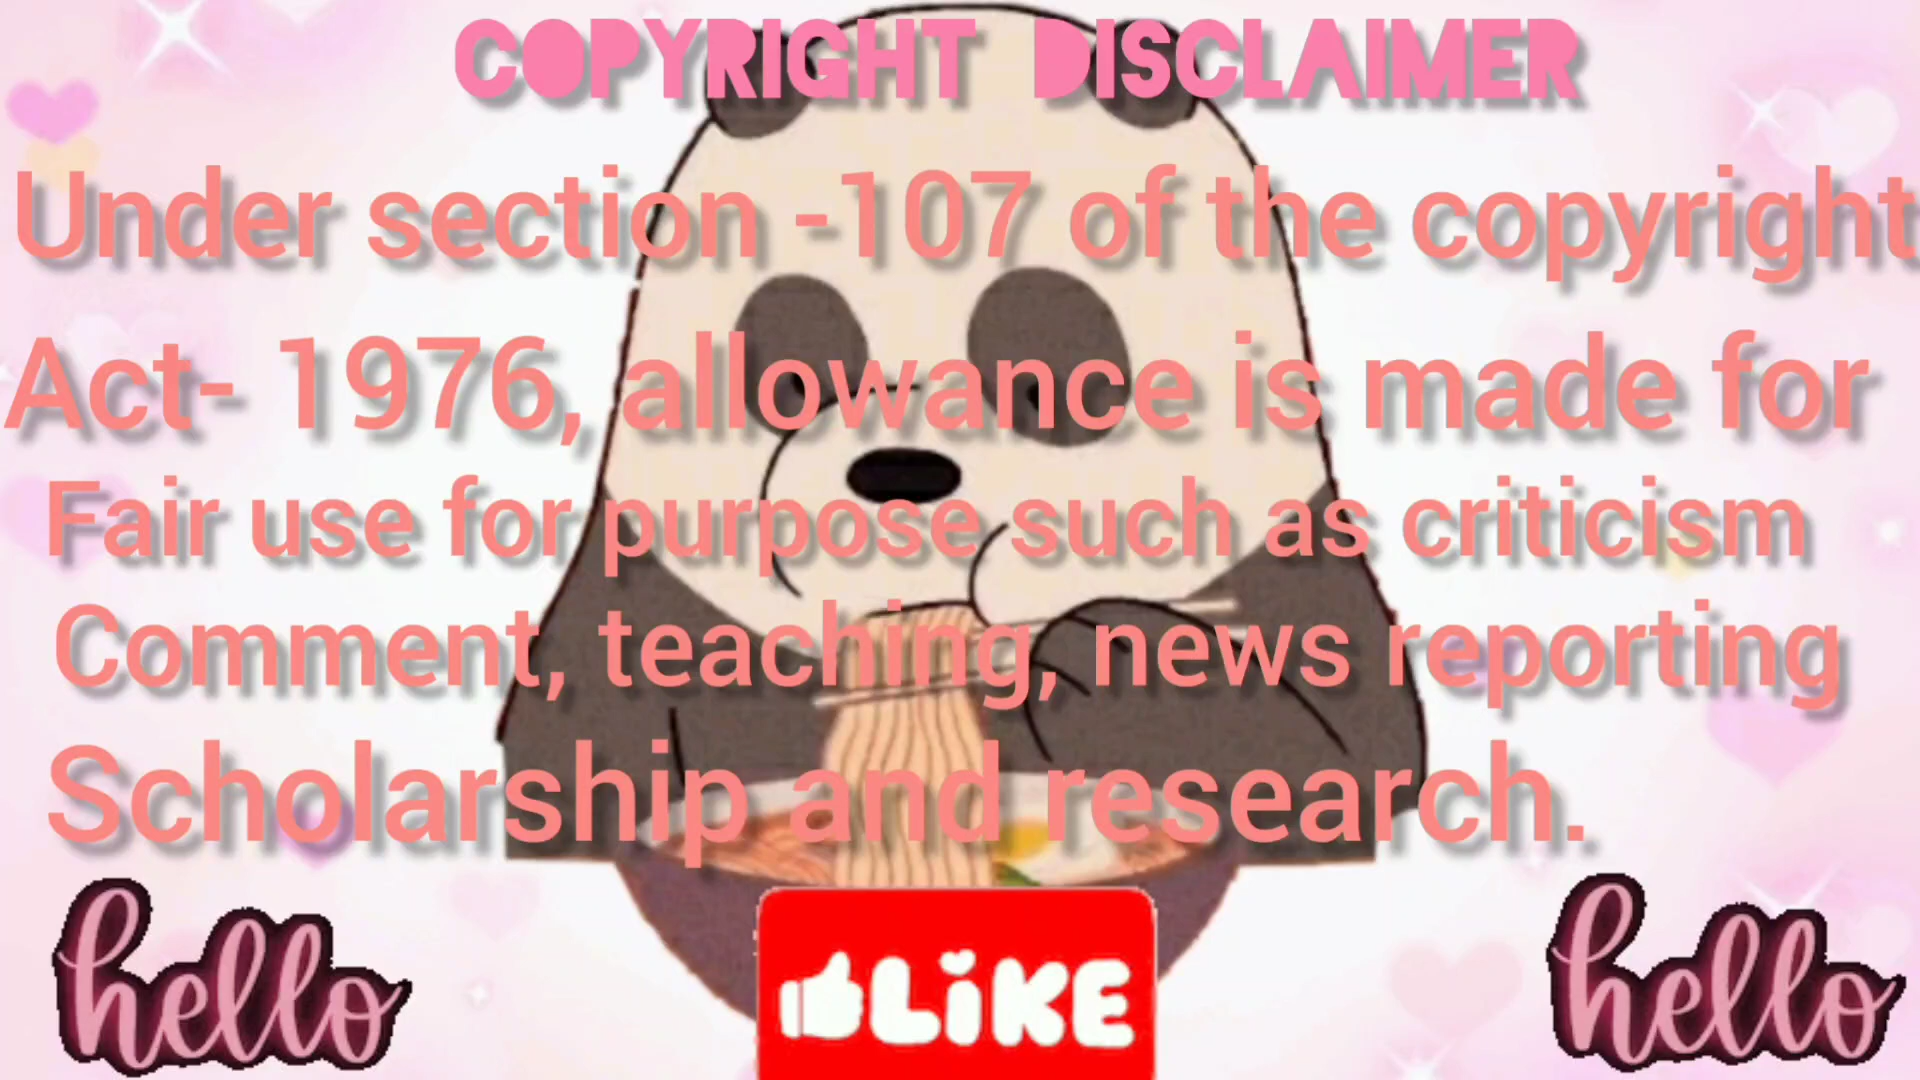 COPYRIGHT DISCLAIMER
Under section -107 of the copyright
Act- 1976, allowance is made for
Fair use for purpose such as criticism
Comment, teaching, news reporting
Scholarship and research.
hello
LiKE
hello